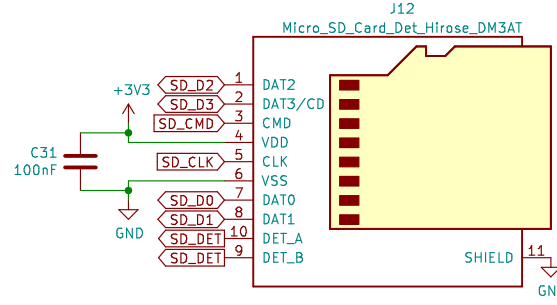 J12
Micro_SD_Card_Det_Hirose_DM3AT
SD_D2 1 DAT2
+3V3
SD_D3 2 DAT3/CD
SD_CMD 3 CMD
4 VDD
C31
100nF
SD_CLK 5 CLK
6 VSS
SD_D0 7 DAT0
SD_D1 8 DAT1
GND
SD_DET 10 DET_A
SD_DET 9 DET_B
SHIELD 11
GN